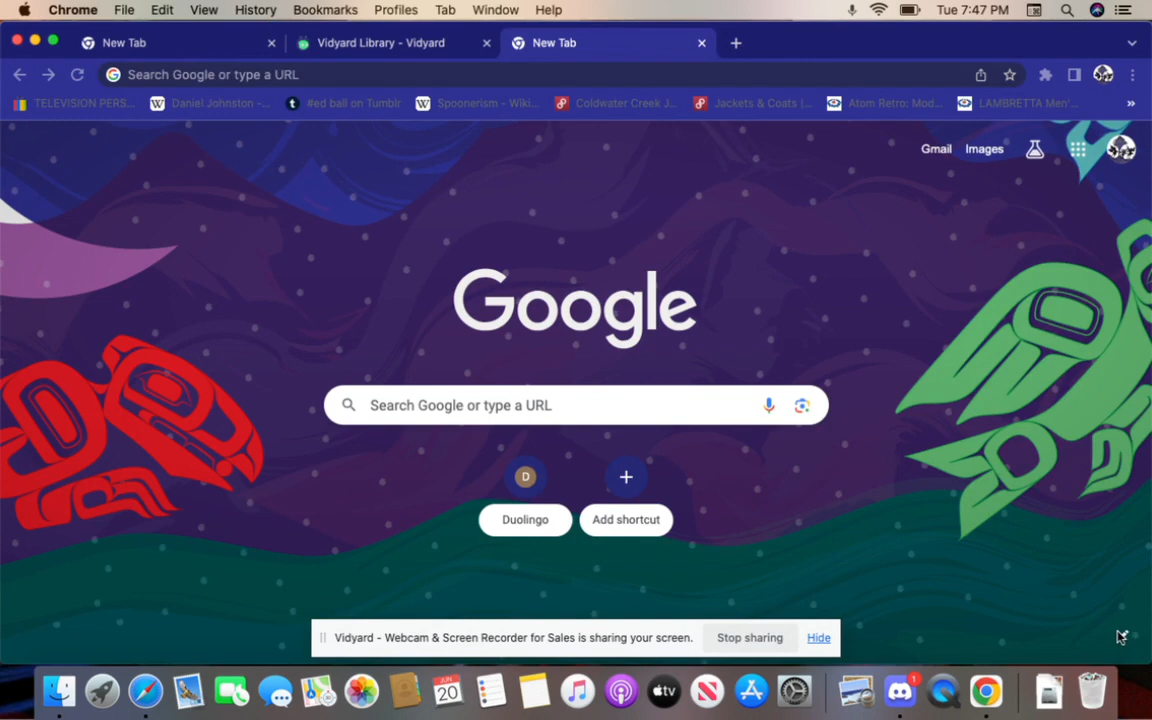 Chrome File Edit View History Bookmarks Profiles Tab Window Help Tue 7:47 PM
New Tab Vidyard Library - Vidyard New Tab
Search Google or type a URL
TELEVISION PERS... Daniel Johnston -... #ed ball on Tumblr Spoonerism - Wiki... Coldwater Creek J... Jackets & Coats |... Atom Retro: Mod... LAMBRETTA Men'... »
Gmail Images
Google
Search Google or type a URL
D
Duolingo Add shortcut
Vidyard - Webcam & Screen Recorder for Sales is sharing your screen. Stop sharing Hide
JUN
20
tv
1